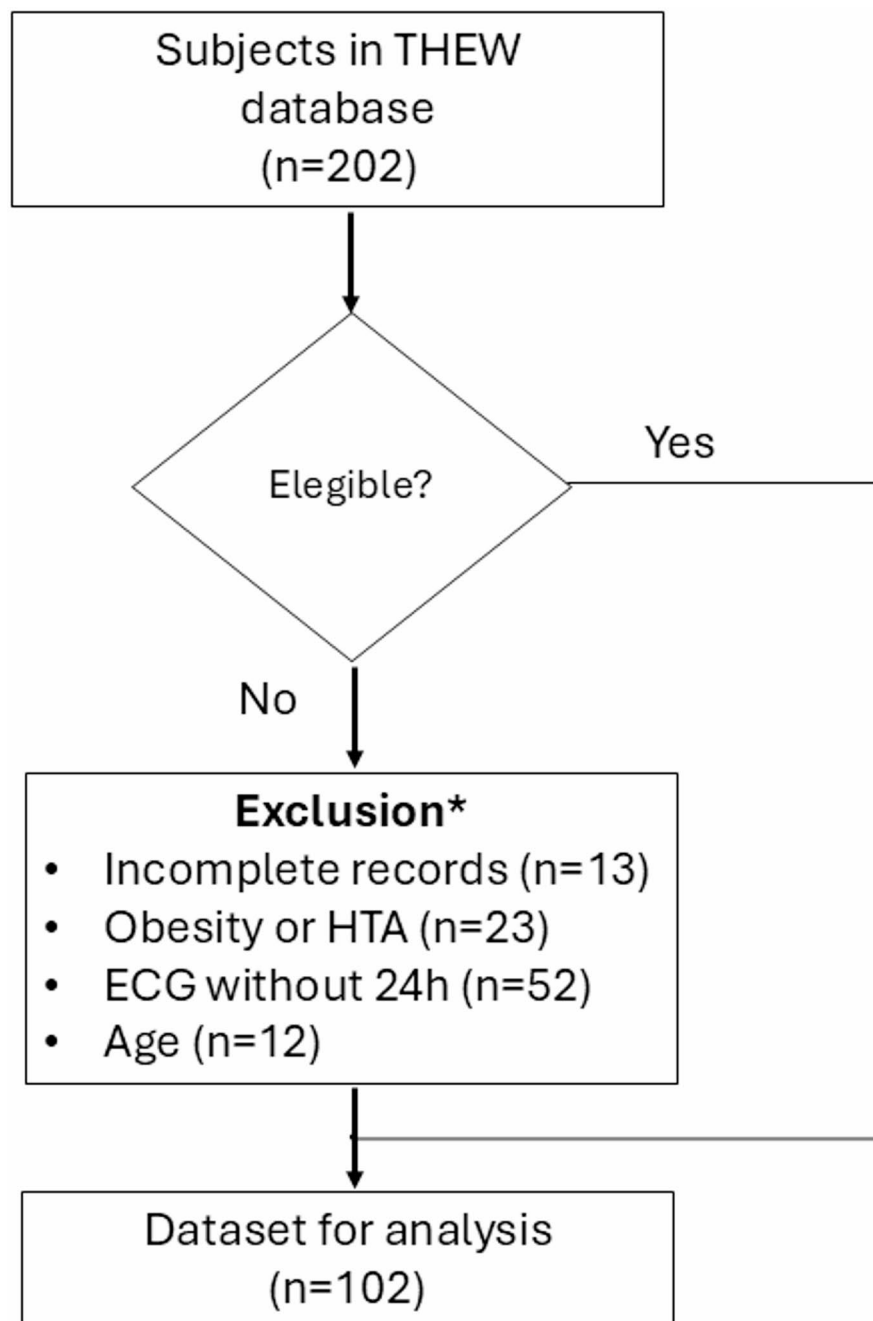 Subjects in THEW
database
(n=202)
Elegible?
Yes
No
Exclusion*
• Incomplete records (n=13)
• Obesity or HTA (n=23)
• ECG without 24h (n=52)
• Age (n=12)
Dataset for analysis
(n=102)